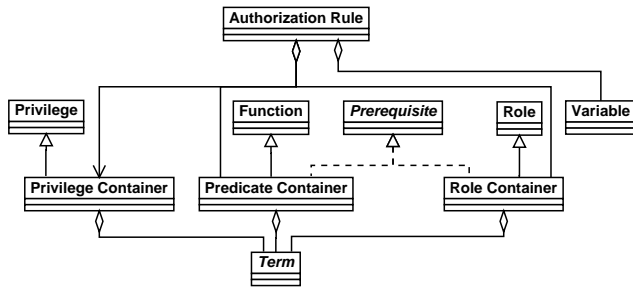 Authorization Rule
Privilege
Function
Prerequisite
Role
Variable
Privilege Container
Predicate Container
Role Container
Term